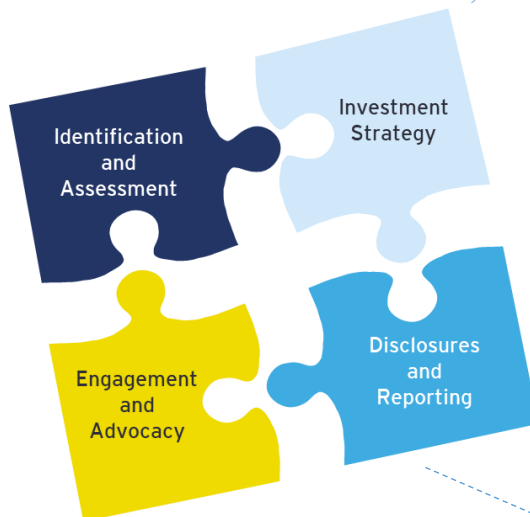 Identification
and
Assessment
Investment
Strategy
Engagement
and
Advocacy
Disclosures
and
Reporting